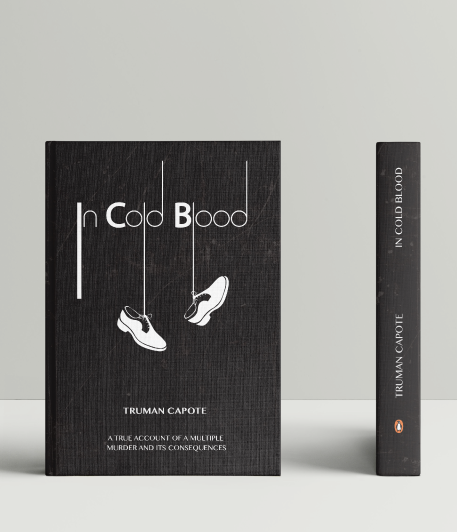 In Cold Blood
TRUMAN CAPOTE
A TRUE ACCOUNT OF A MULTIPLE
MURDER AND ITS CONSEQUENCES
IN COLD BLOOD
TRUMAN CAPOTE